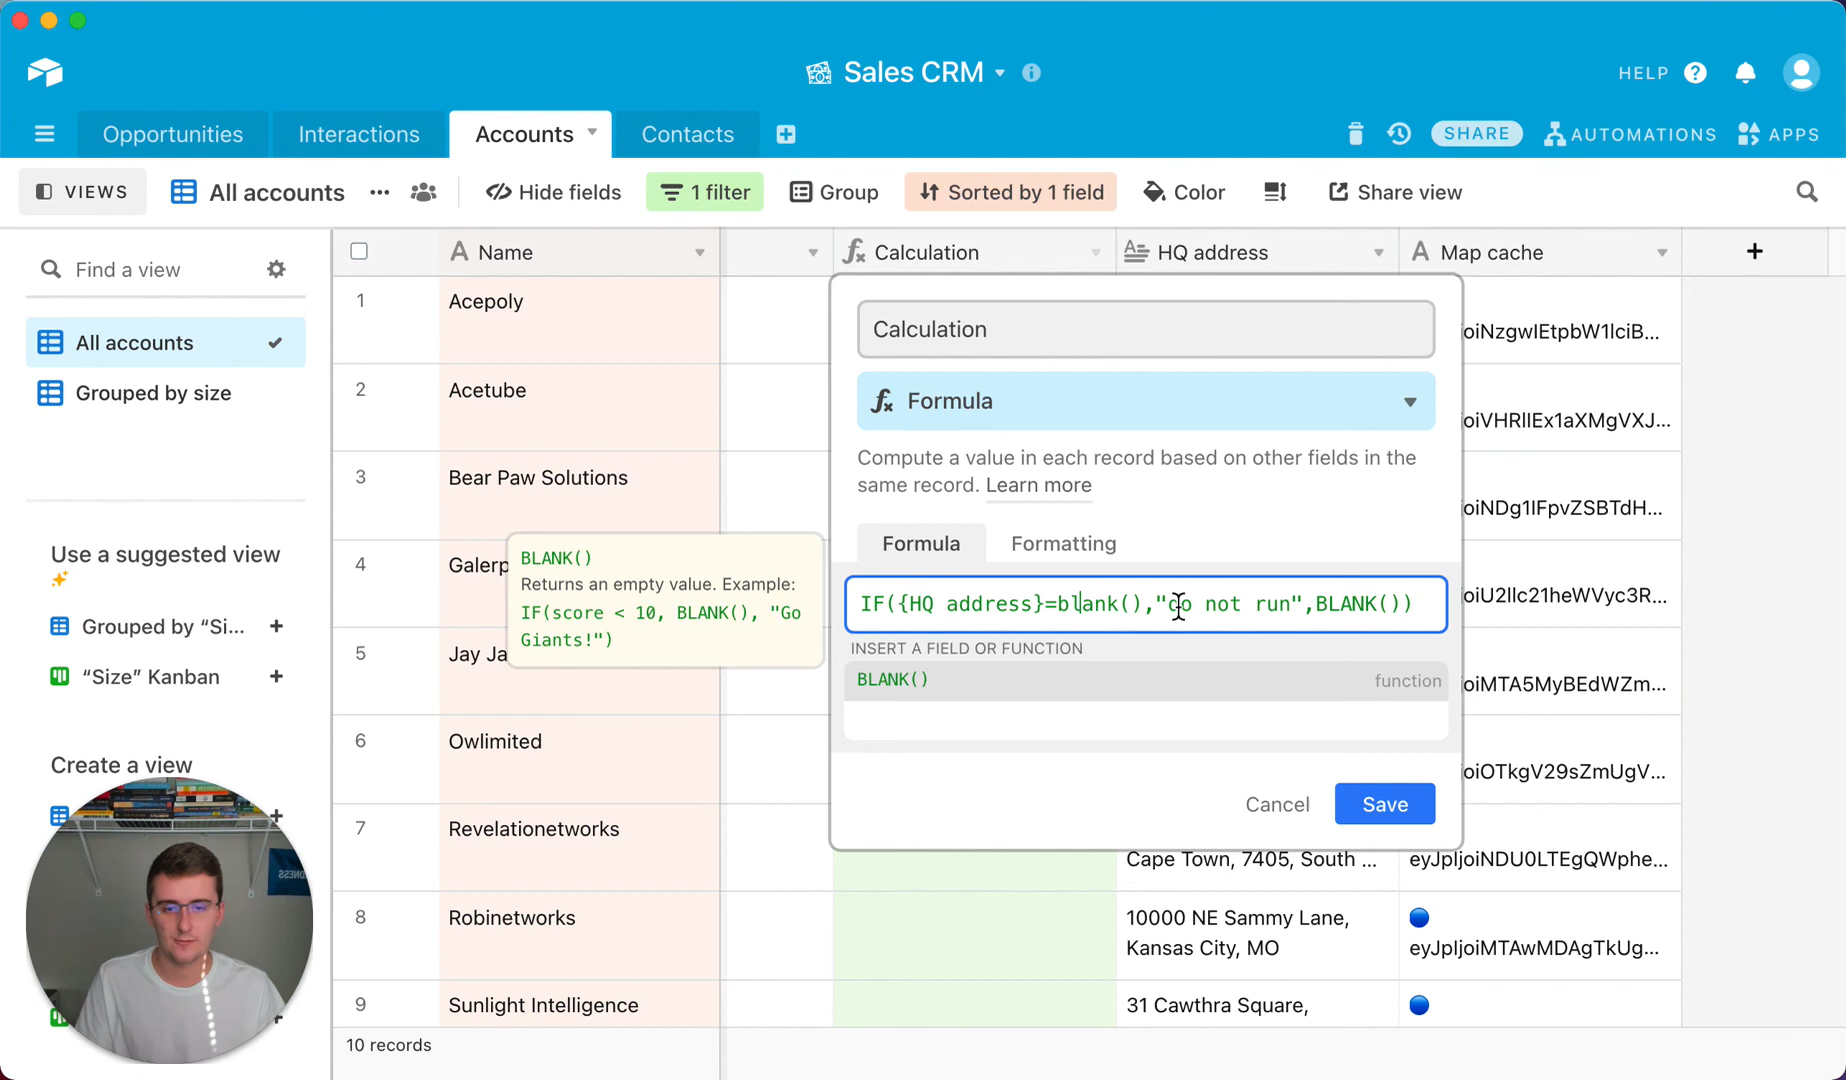 Sales CRM
HELP
Opportunities
Interactions
Accounts
Contacts
SHARE
AUTOMATIONS
APPS
VIEWS
All accounts
Hide fields
1 filter
Group
Sorted by 1 field
Color
Share view
Find a view
All accounts
Grouped by size
Use a suggested view
Grouped by “Si...
“Size” Kanban
Create a view
Name
Calculation
HQ address
Map cache
1
Acepoly
oiNzgwIEtpbW1lciB...
2
Acetube
oiVHRlIEx1aXMgVXJ...
3
Bear Paw Solutions
oiNDg1IFpvZSBTdH...
4
Galerp
oiU2llc21heWVyc3R...
5
Jay Ja
oiMTA5MyBEdWZm...
6
Owlimited
oiOTkgV29sZmUgV...
7
Revelationetworks
Cape Town, 7405, South ...
eyJpIjoiNDU0LTEgQWphe...
8
Robinetworks
10000 NE Sammy Lane,
Kansas City, MO
eyJpIjoiMTAwMDAgTkUg...
9
Sunlight Intelligence
31 Cawthra Square,
10 records
Calculation
Formula
Compute a value in each record based on other fields in the
same record. Learn more
Formula
Formatting
IF({HQ address}=blank(),"do not run",BLANK())
INSERT A FIELD OR FUNCTION
BLANK()
function
Cancel
Save
BLANK()
Returns an empty value. Example:
IF(score < 10, BLANK(), "Go
Giants!")